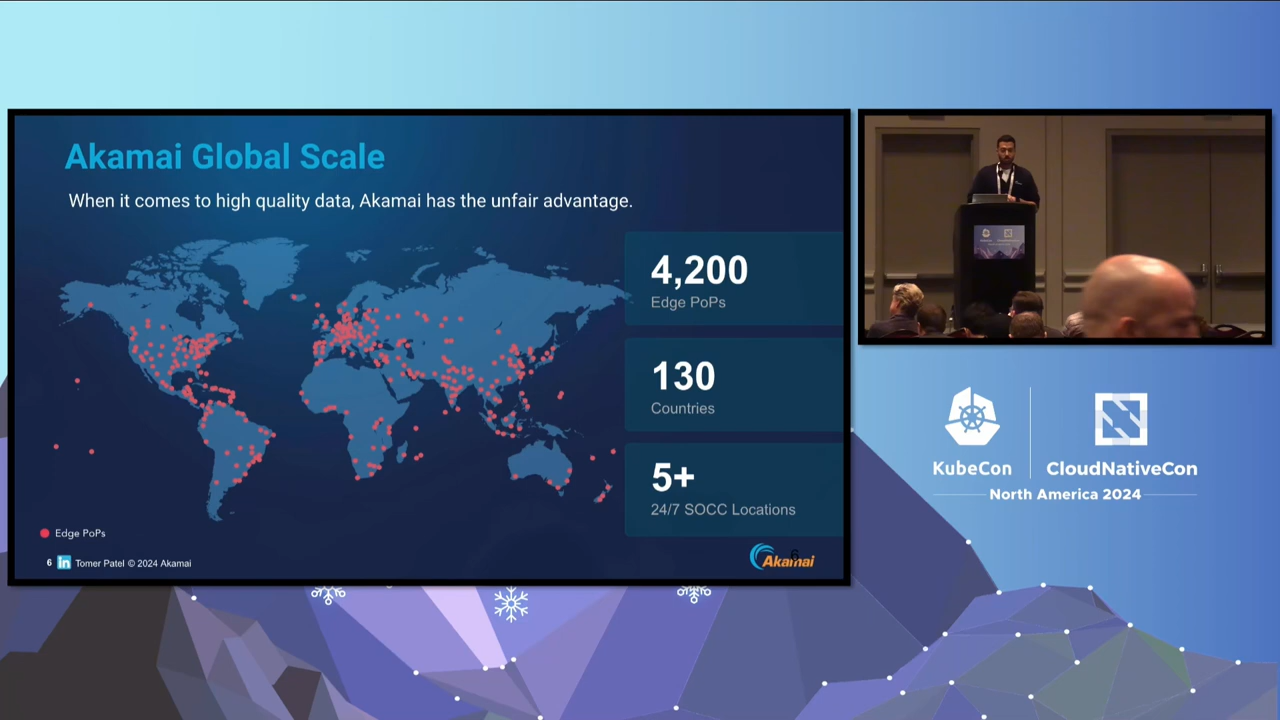 Akamai Global Scale
When it comes to high quality data, Akamai has the unfair advantage.
4,200
Edge PoPs
130
Countries
5+
24/7 SOCC Locations
Edge PoPs
6 in Tomer Patel © 2024 Akamai
Akamai
6
KubeCon
CloudNativeCon
North America 2024